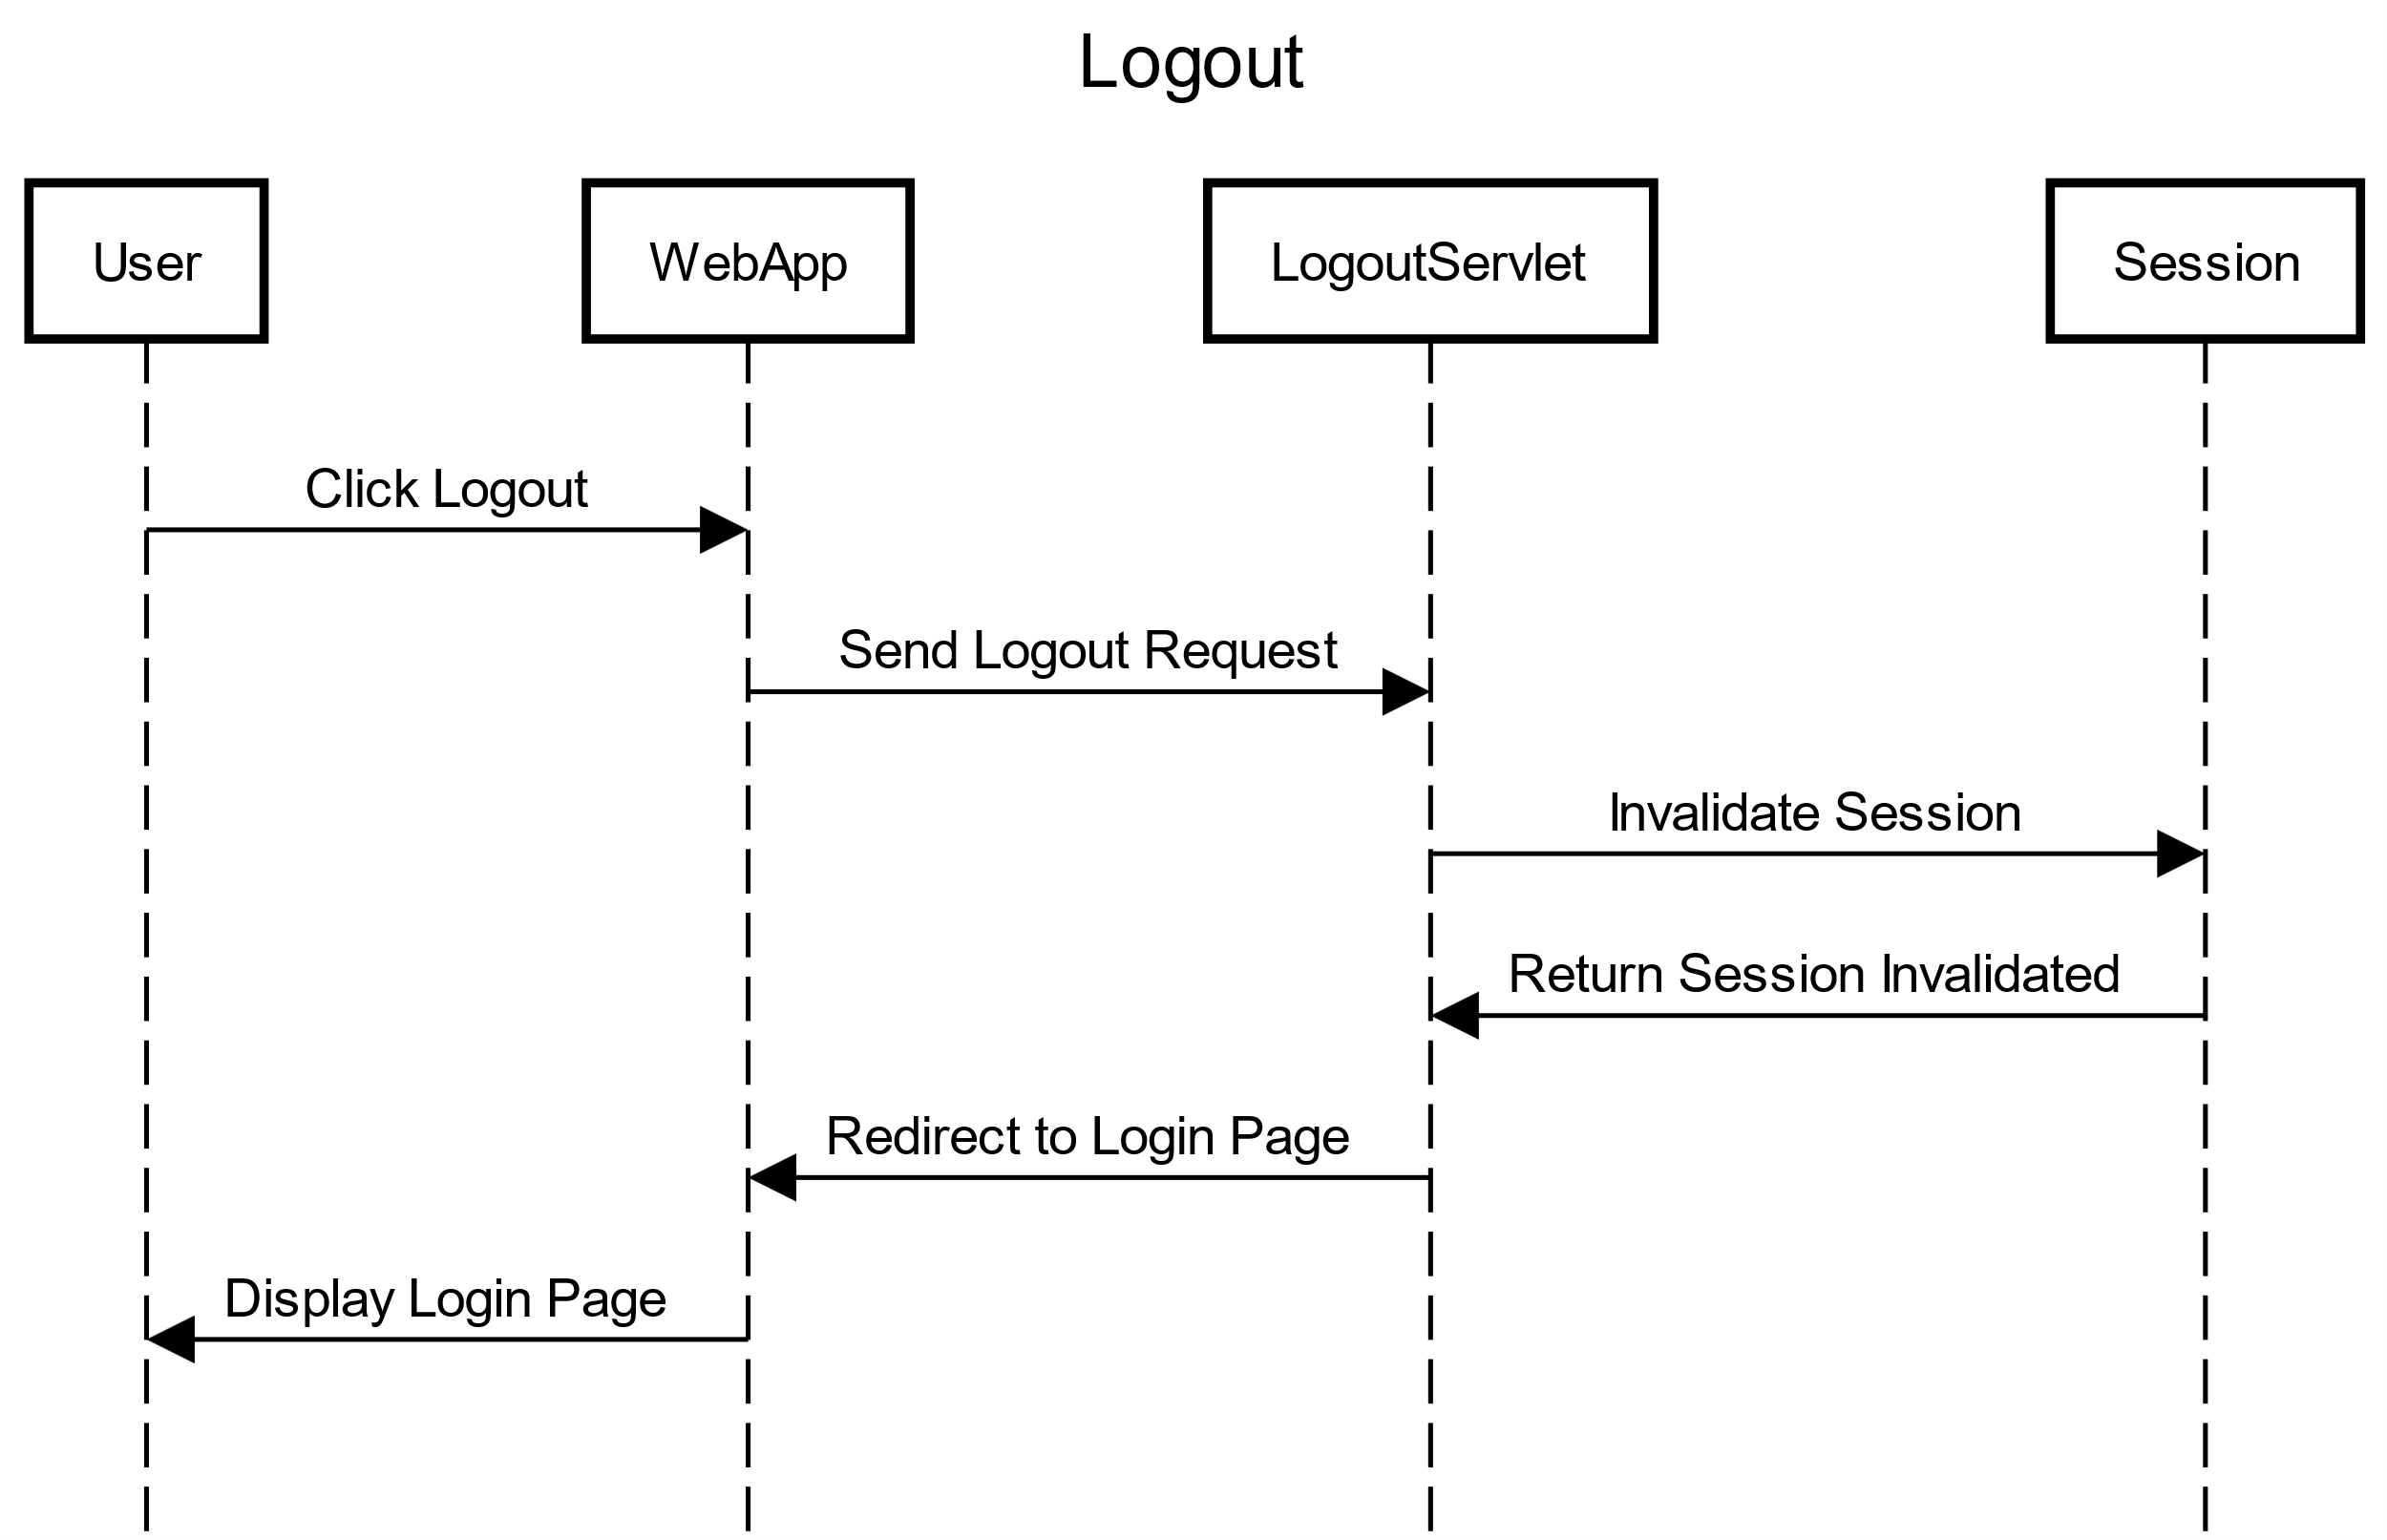 Logout
User
WebApp
LogoutServlet
Session
Click Logout
Send Logout Request
Invalidate Session
Return Session Invalidated
Redirect to Login Page
Display Login Page